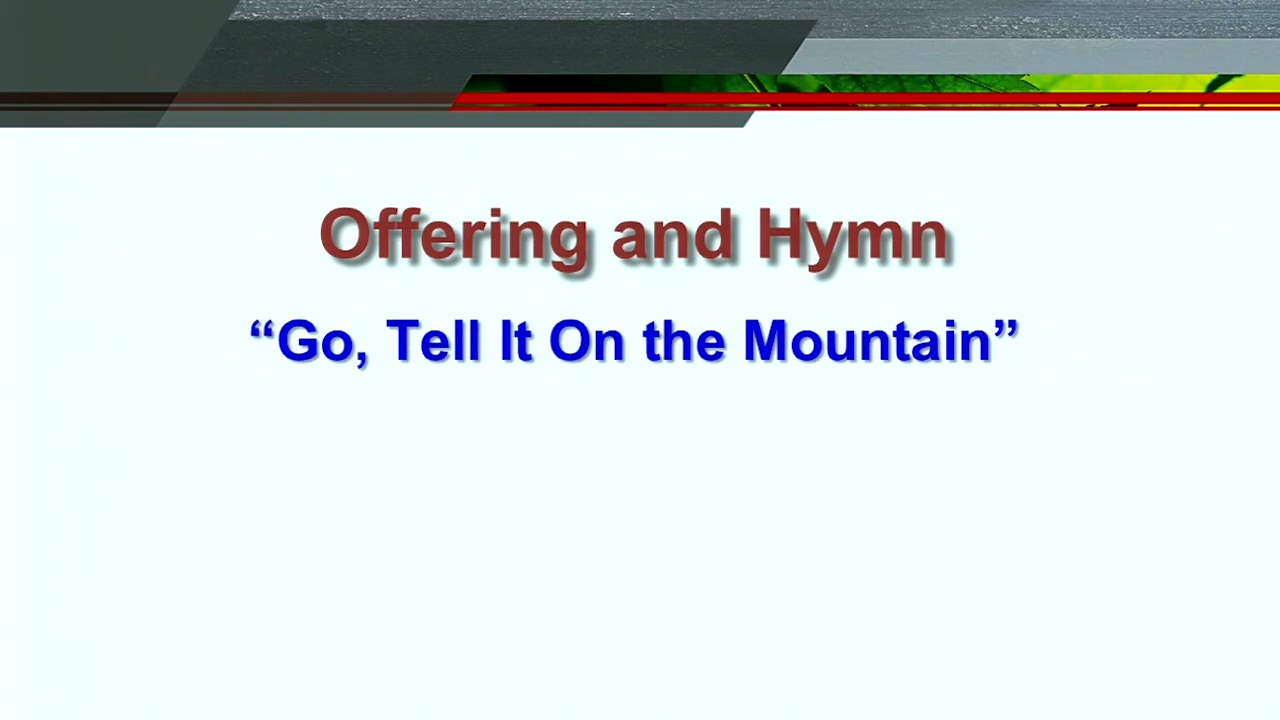 Offering and Hymn
“Go, Tell It On the Mountain”